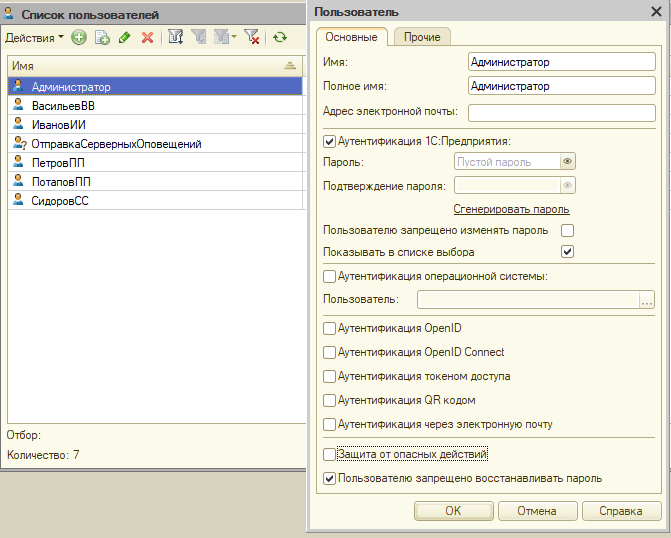 Список пользователей
Действия
Имя
Администратор
ВасильевВВ
ИвановИИ
ОтправкаСерверныхОповещений
ПетровПП
ПотаповПП
СидоровСС
Отбор:
Количество: 7
Пользователь
Основные Прочие
Имя: Администратор
Полное имя: Администратор
Адрес электронной почты:
Аутентификация 1С:Предприятия:
Пароль: Пустой пароль
Подтверждение пароля:
Сгенерировать пароль
Пользователю запрещено изменять пароль
Показывать в списке выбора
Аутентификация операционной системы:
Пользователь: ...
Аутентификация OpenID
Аутентификация OpenID Connect
Аутентификация токеном доступа
Аутентификация QR кодом
Аутентификация через электронную почту
Защита от опасных действий
Пользователю запрещено восстанавливать пароль
OK Отмена Справка